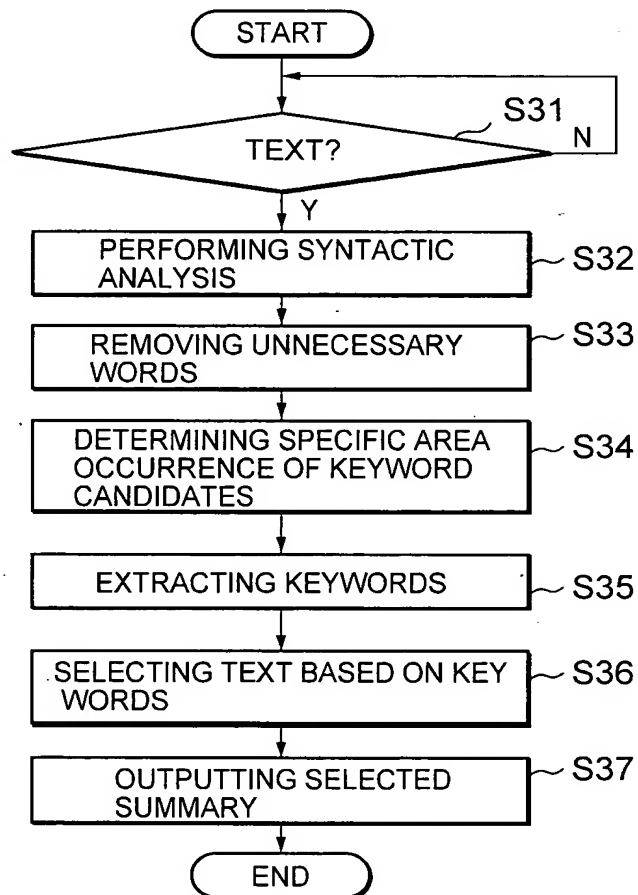 START
S31
TEXT?
N
Y
PERFORMING SYNTACTIC
ANALYSIS
S32
REMOVING UNNECESSARY
WORDS
S33
DETERMINING SPECIFIC AREA
OCCURRENCE OF KEYWORD
CANDIDATES
S34
EXTRACTING KEYWORDS
S35
SELECTING TEXT BASED ON KEY
WORDS
S36
OUTPUTTING SELECTED
SUMMARY
S37
END